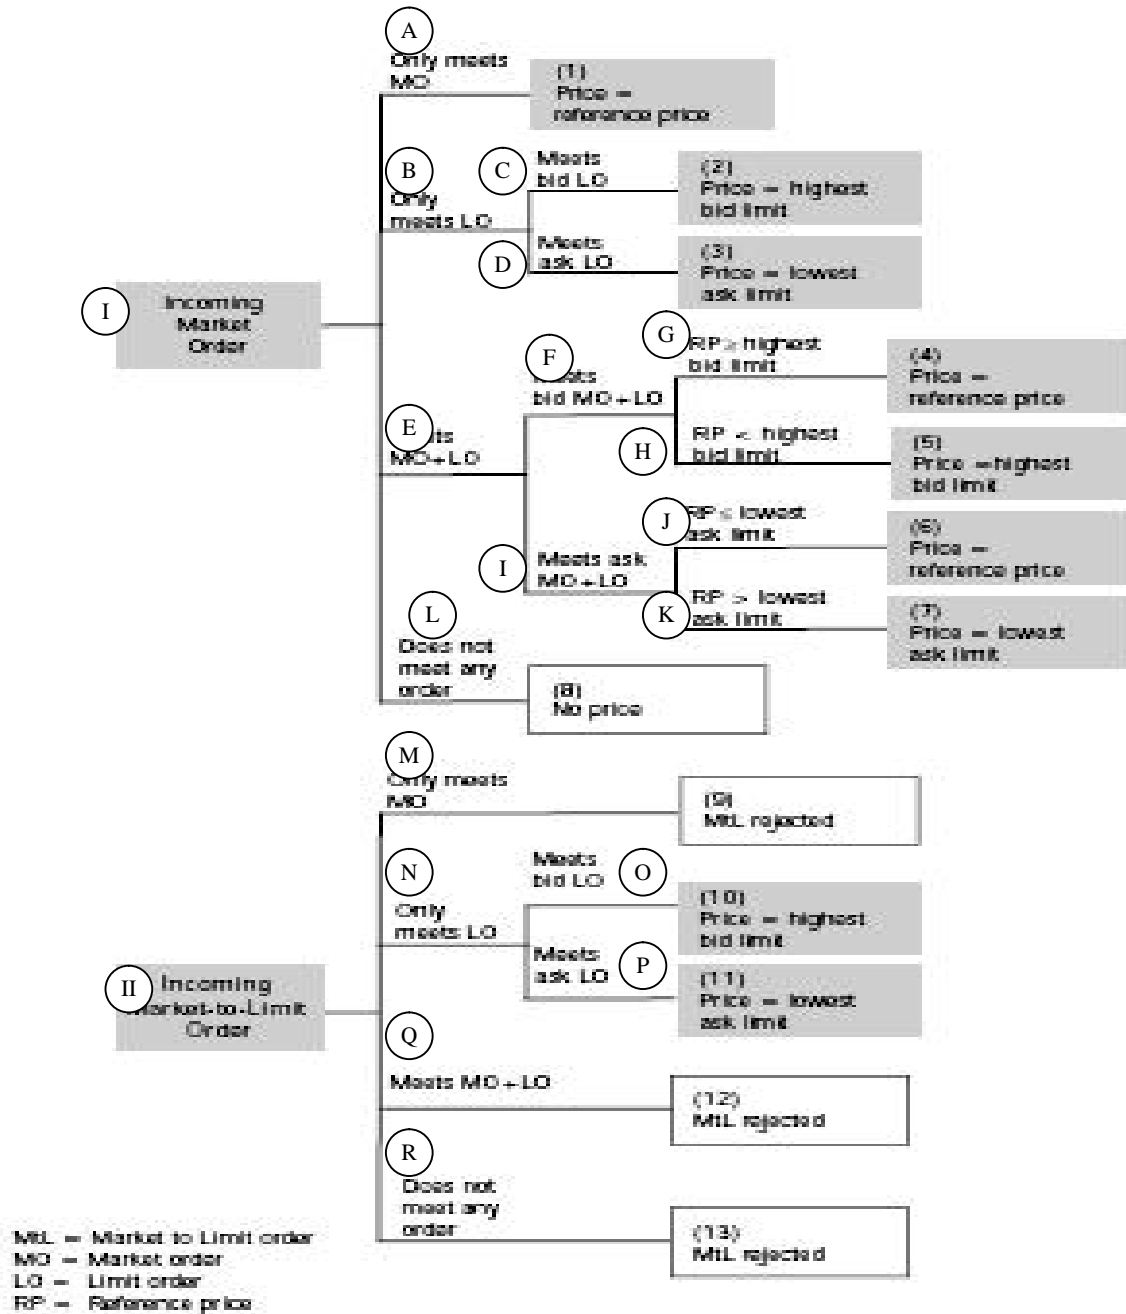 A
Only meets
MO
(1)
Price =
reference price
B
Only
meets LO
C
Meets
bid LO
(2)
Price = highest
bid limit
D
Meets
ask LO
(3)
Price = lowest
ask limit
I
Incoming
Market
Order
E
MO+LO
F
Meets
bid MO+LO
G
RP ≥ highest
bid limit
(4)
Price =
reference price
H
RP < highest
bid limit
(5)
Price =highest
bid limit
I
Meets ask
MO+LO
J
RP ≤ lowest
ask limit
(6)
Price =
reference price
K
RP > lowest
ask limit
(7)
Price = lowest
ask limit
L
Does not
meet any
order
(8)
No price
M
Only meets
MO
(9)
MtL rejected
N
Only
meets LO
Meets
bid LO
O
(10)
Price = highest
bid limit
Meets
ask LO
P
(11)
Price = lowest
ask limit
II
Incoming
Market-to-Limit
Order
Q
Meets MO+LO
(12)
MtL rejected
R
Does not
meet any
order
(13)
MtL rejected
MtL = Market to Limit order
MO = Market order
LO = Limit order
RP = Reference price